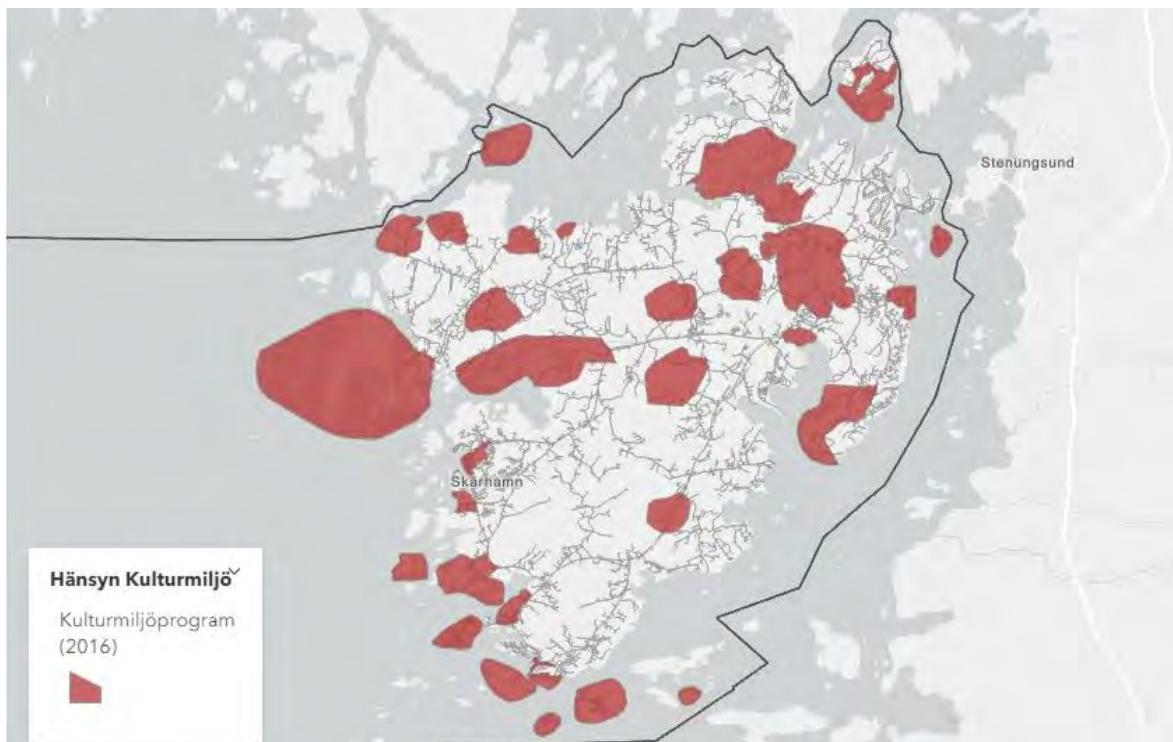 Stenungsund
Skärhamn
Hänsyn Kulturmiljö
Kulturmiljöprogram
(2016)